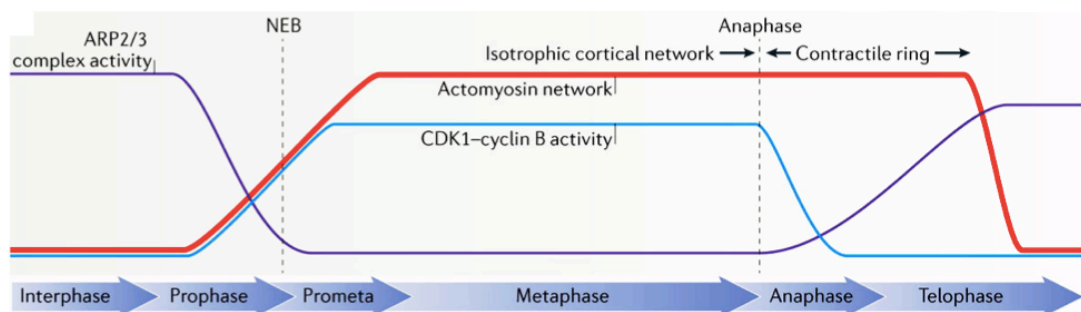 NEB
Anaphase
ARP2/3
complex activity
Isotrophic cortical network
Contractile ring
Actomyosin network
CDK1–cyclin B activity
Interphase
Prophase
Prometa
Metaphase
Anaphase
Telophase